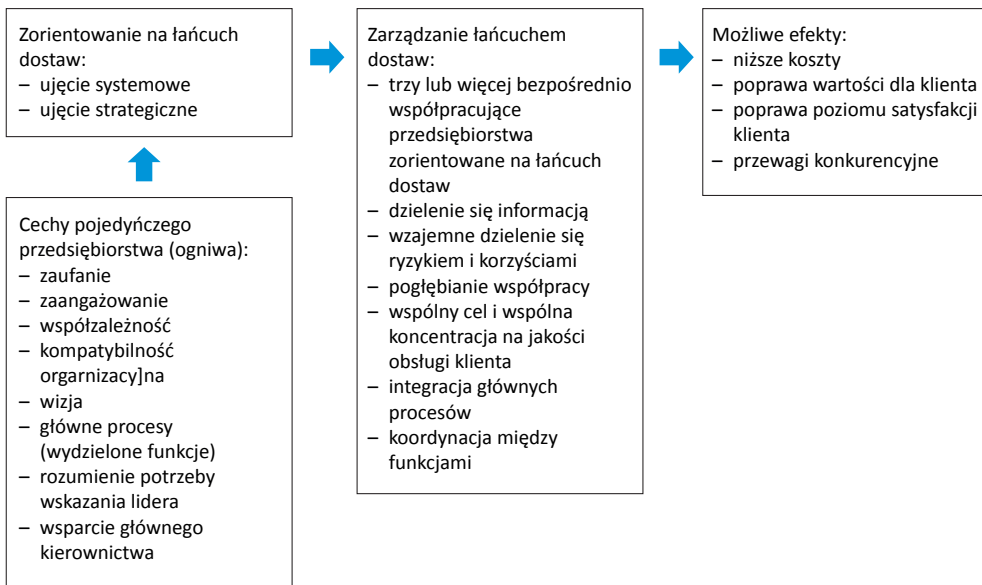 Zorientowanie na łańcuch
dostaw:
– ujęcie systemowe
– ujęcie strategiczne
Cechy pojedyńczego
przedsiębiorstwa (ogniwa):
– zaufanie
– zaangażowanie
– współzależność
– kompatybilność
orgarnizacy]na
– wizja
– główne procesy
(wydzielone funkcje)
– rozumienie potrzeby
wskazania lidera
– wsparcie głównego
kierownictwa
Zarządzanie łańcuchem
dostaw:
– trzy lub więcej bezpośrednio
współpracujące
przedsiębiorstwa
zorientowane na łańcuch
dostaw
– dzielenie się informacją
– wzajemne dzielenie się
ryzykiem i korzyściami
– pogłębianie współpracy
– wspólny cel i wspólna
koncentracja na jakości
obsługi klienta
– integracja głównych
procesów
– koordynacja między
funkcjami
Możliwe efekty:
– niższe koszty
– poprawa wartości dla klienta
– poprawa poziomu satysfakcji
klienta
– przewagi konkurencyjne